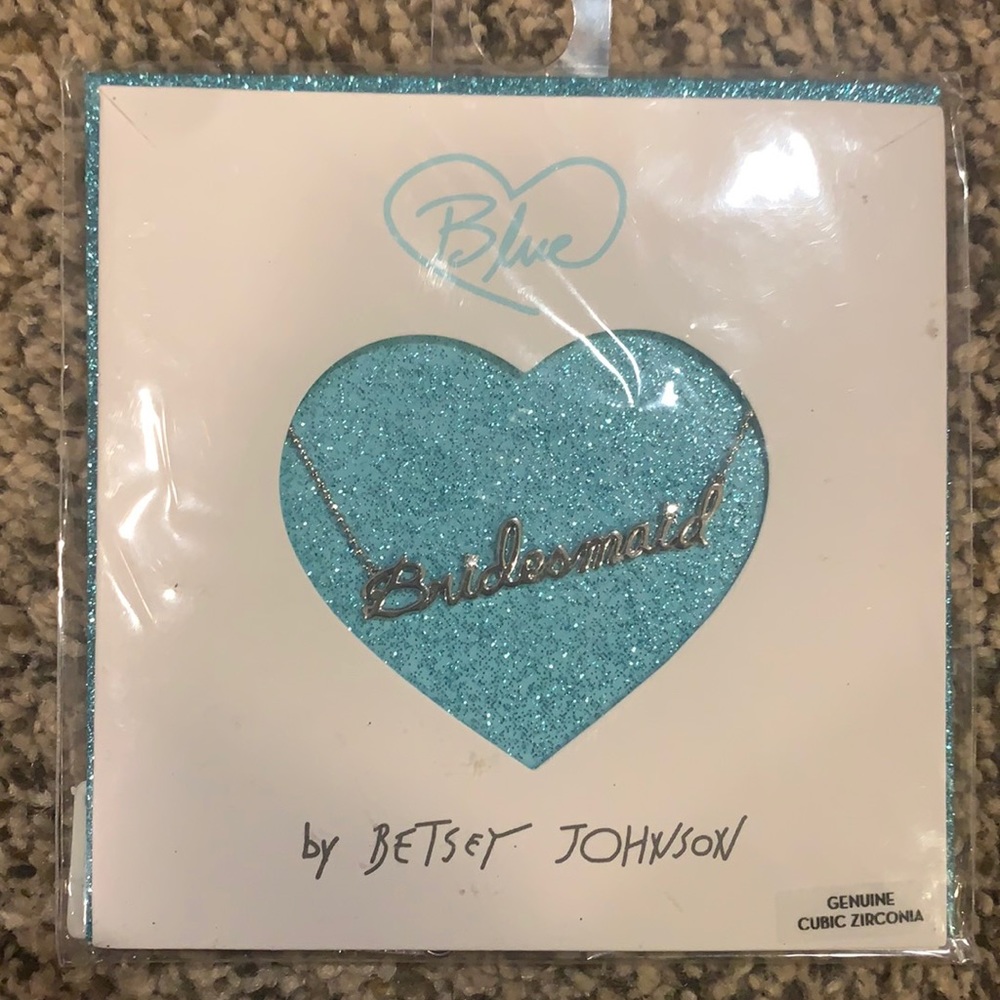 Blue
Bridesmaid
by BETSEY JOHNSON
GENUINE
CUBIC ZIRCONIA